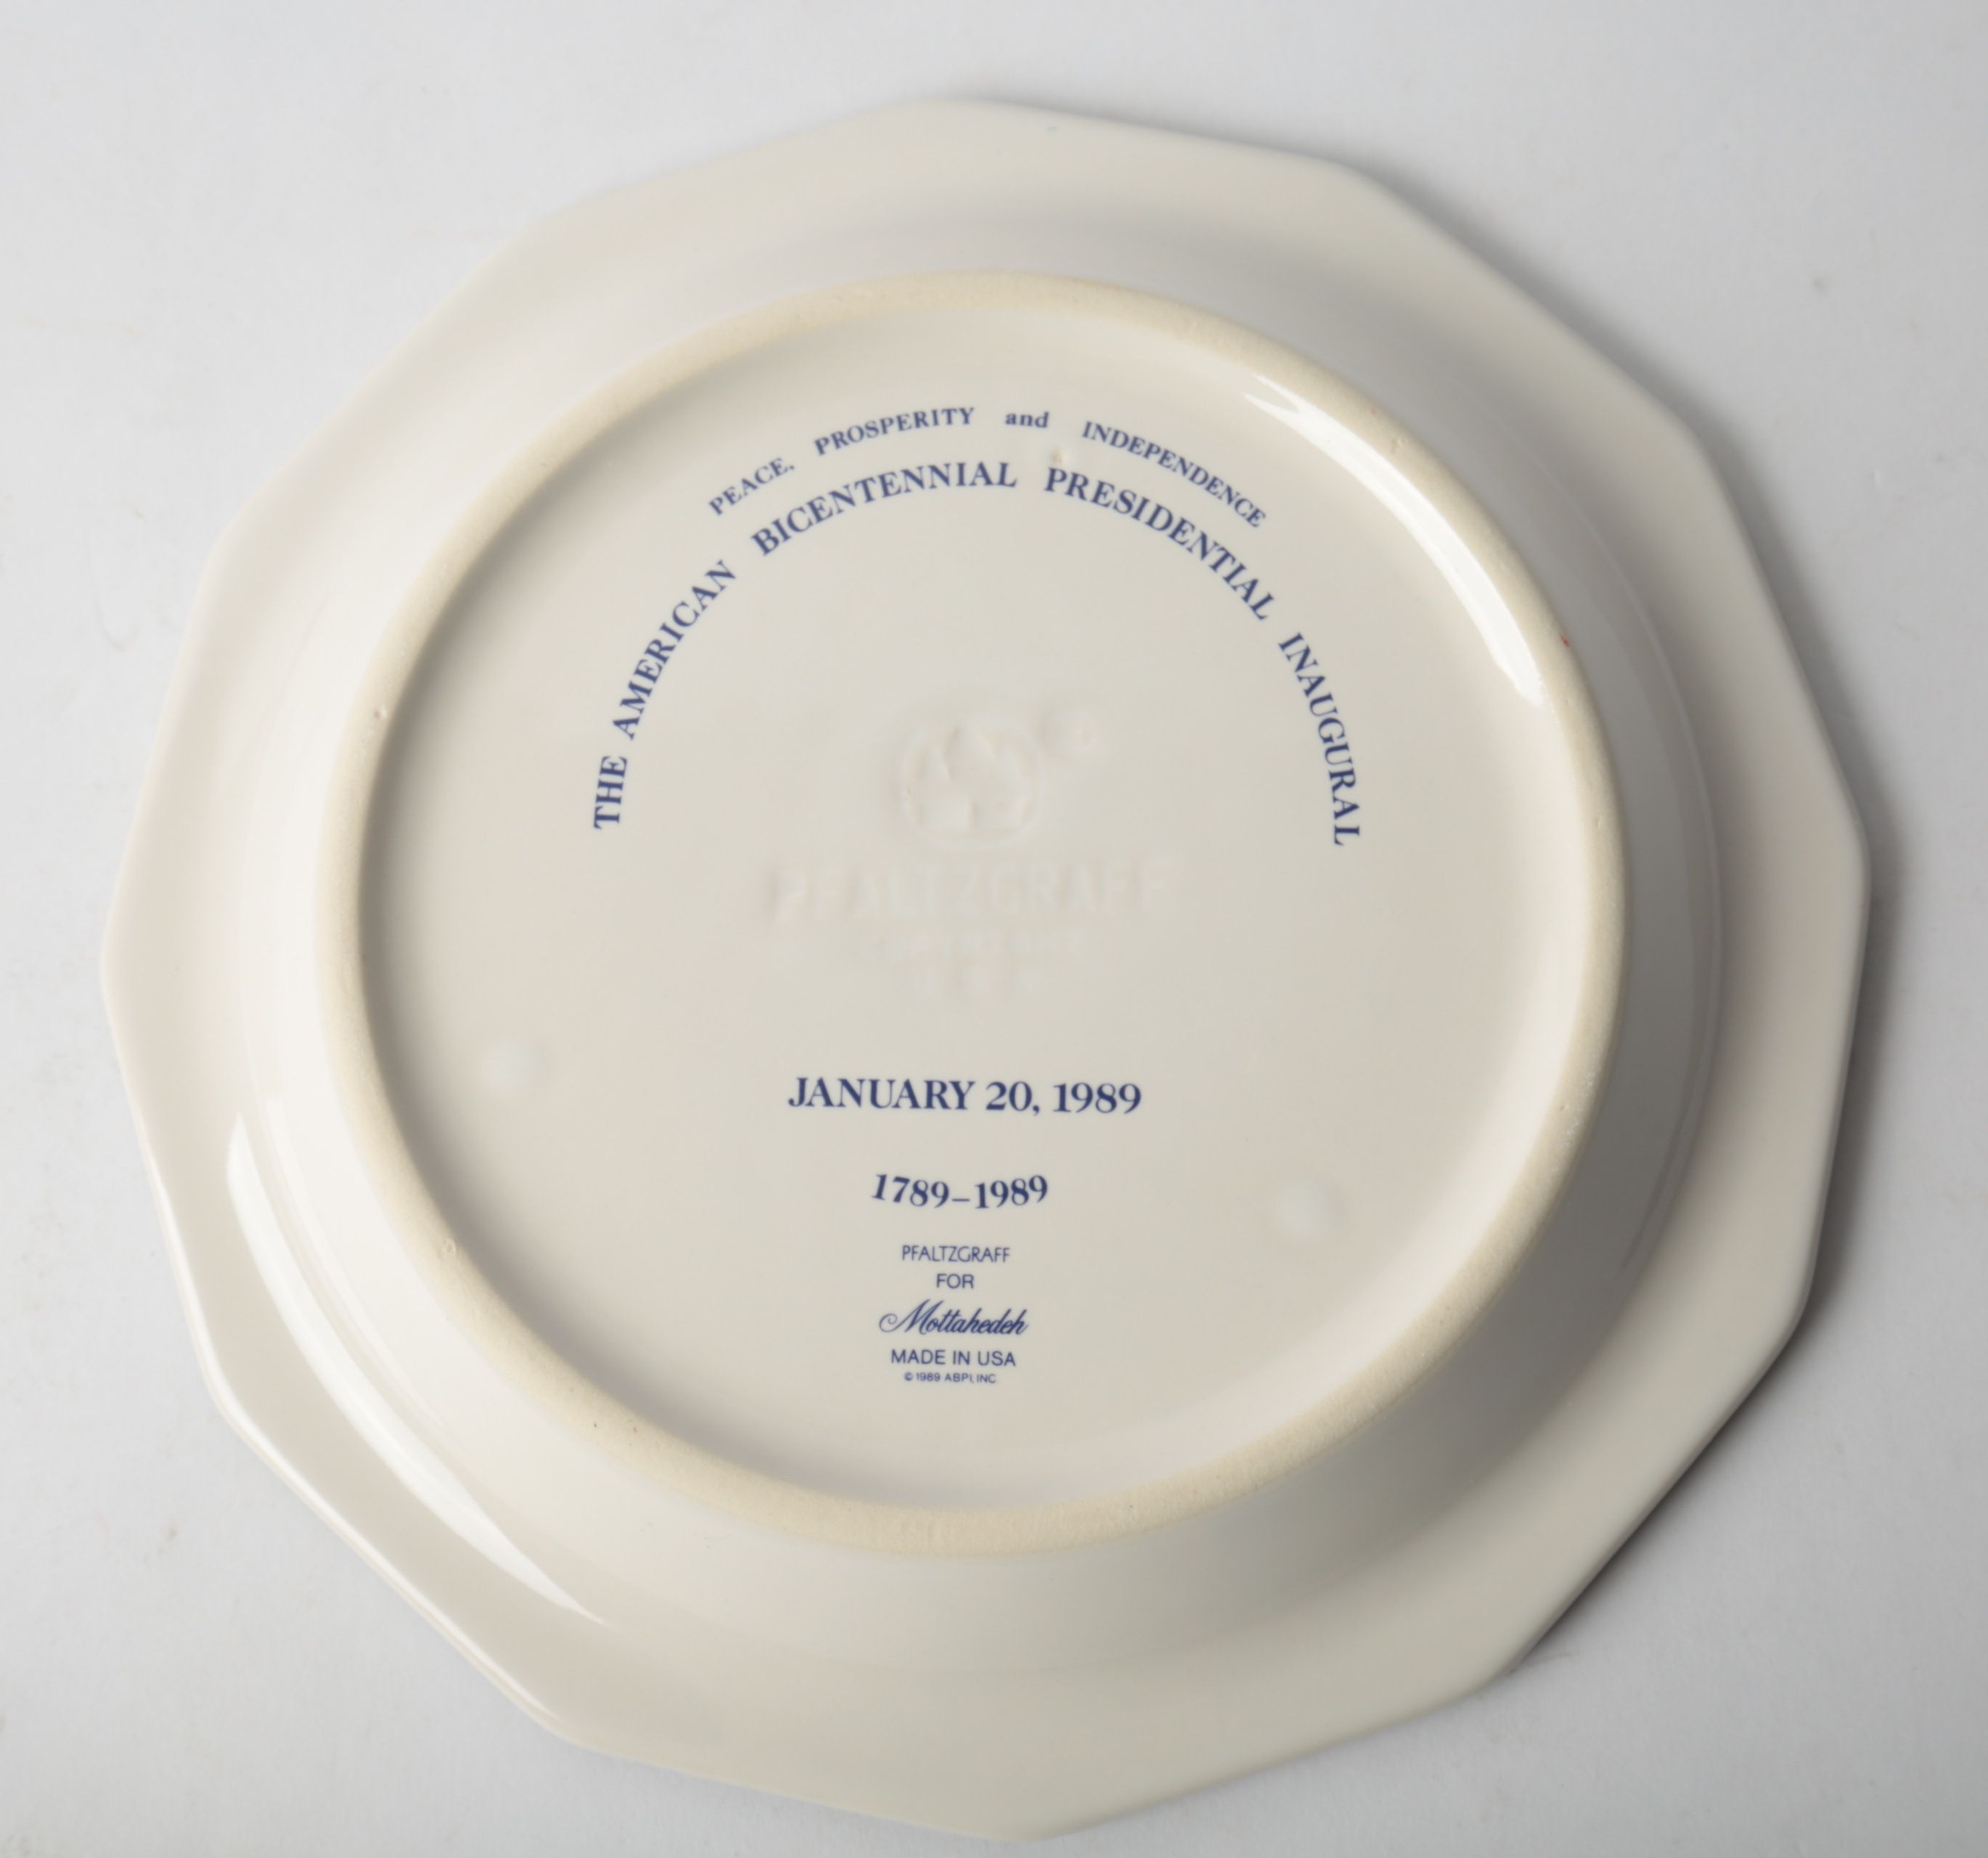 PEACE, PROSPERITY and INDEPENDENCE
THE AMERICAN BICENTENNIAL PRESIDENTIAL INAUGURAL
PFALTZGRAFF
JANUARY 20, 1989
1789–1989
PFALTZGRAFF
FOR
Mottahedeh
MADE IN USA
© 1989 ABPI, INC.